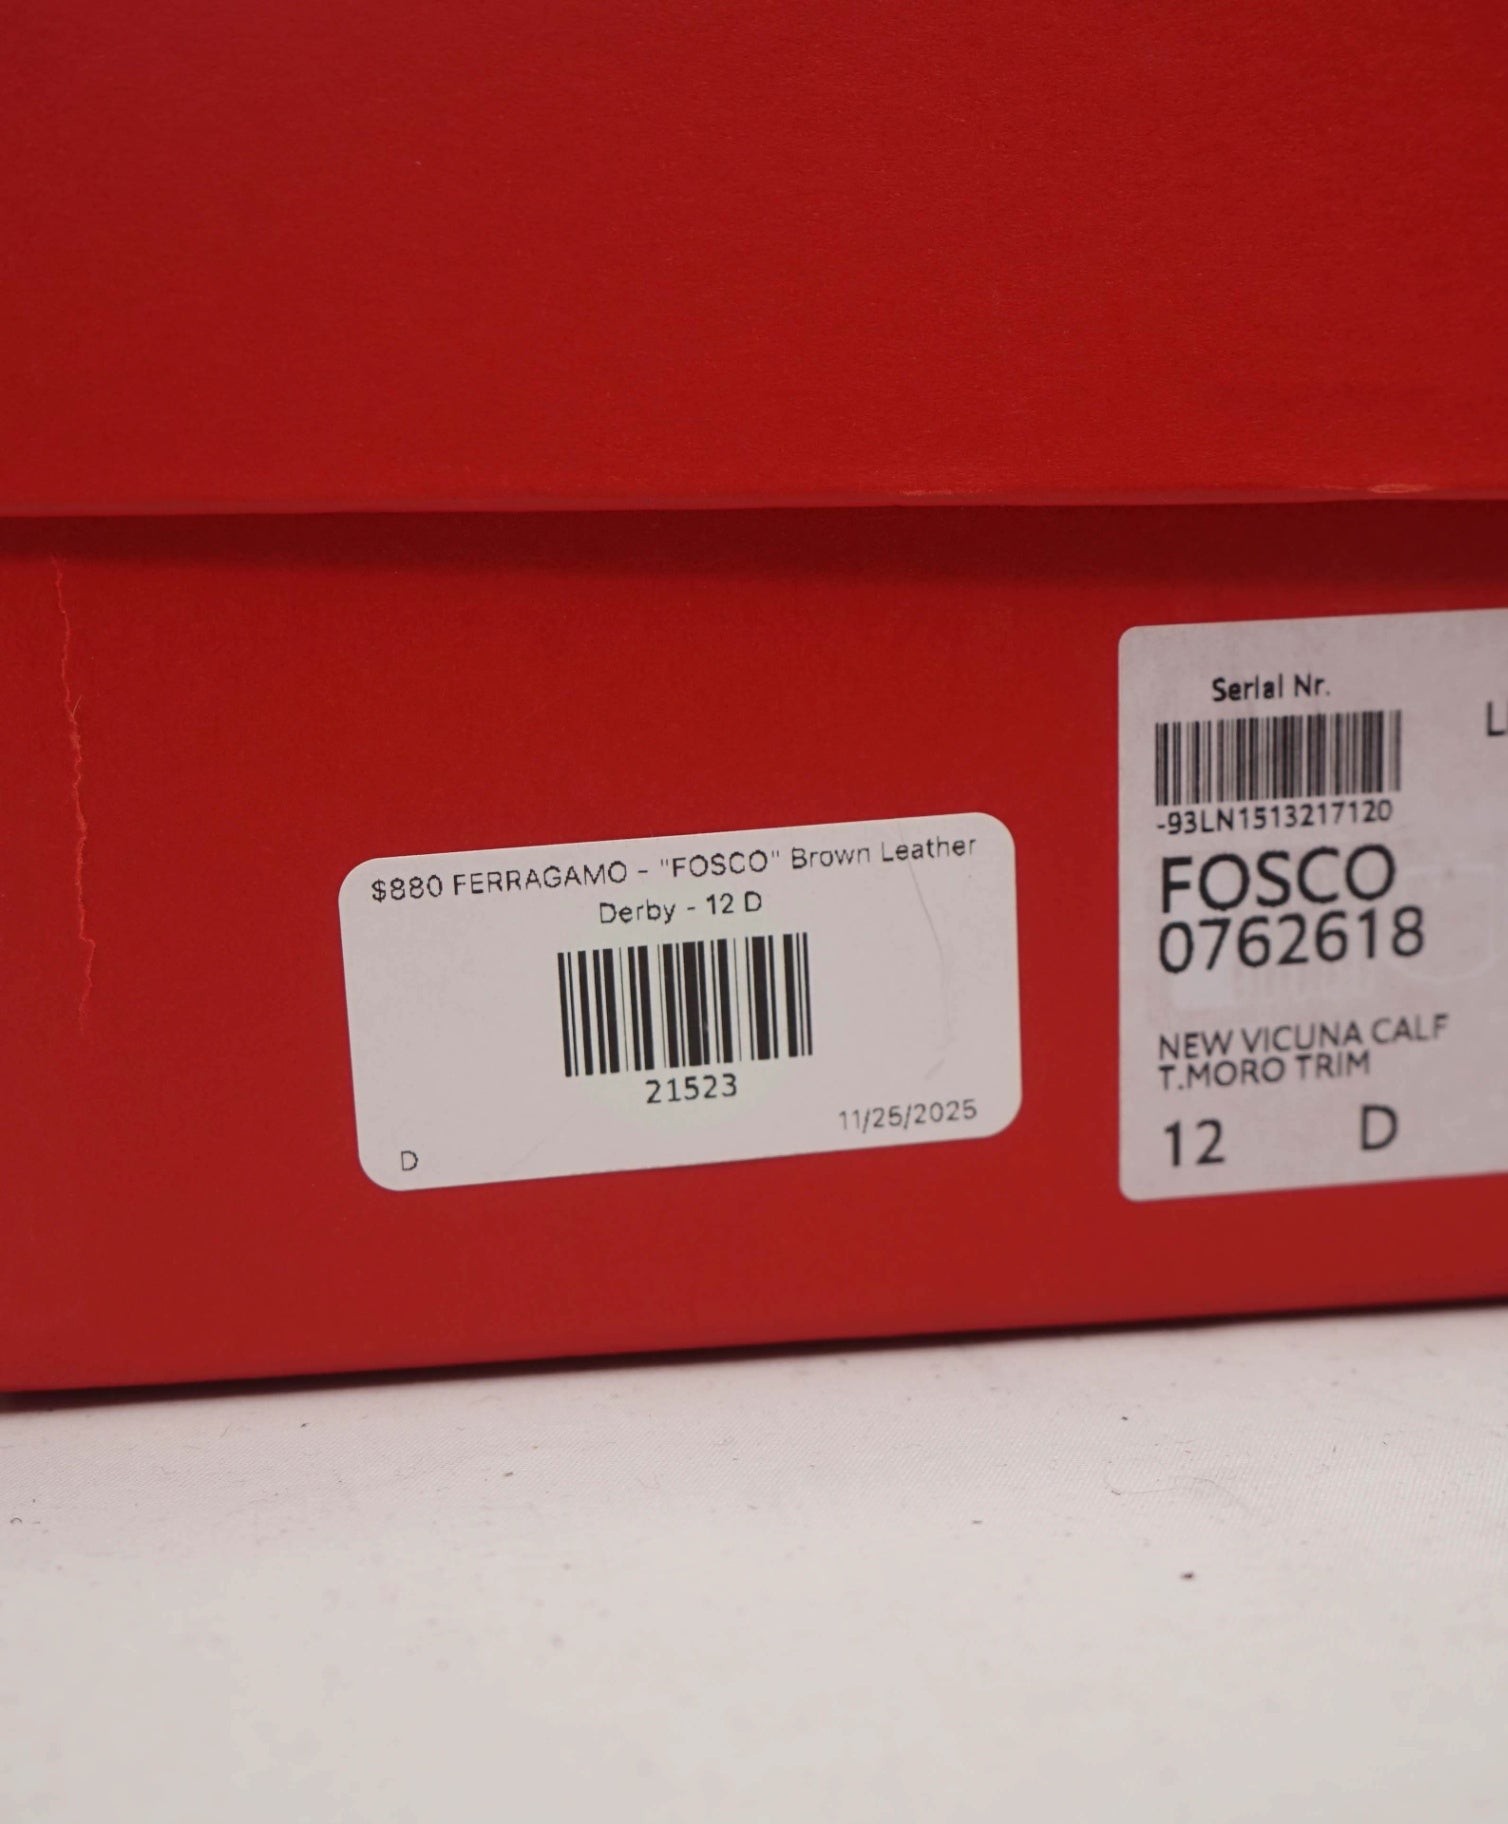 $880 FERRAGAMO - "FOSCO" Brown Leather
Derby - 12 D
21523
11/25/2025
D
Serial Nr.
-93LN1513217120
FOSCO
0762618
NEW VICUNA CALF
T.MORO TRIM
12 D